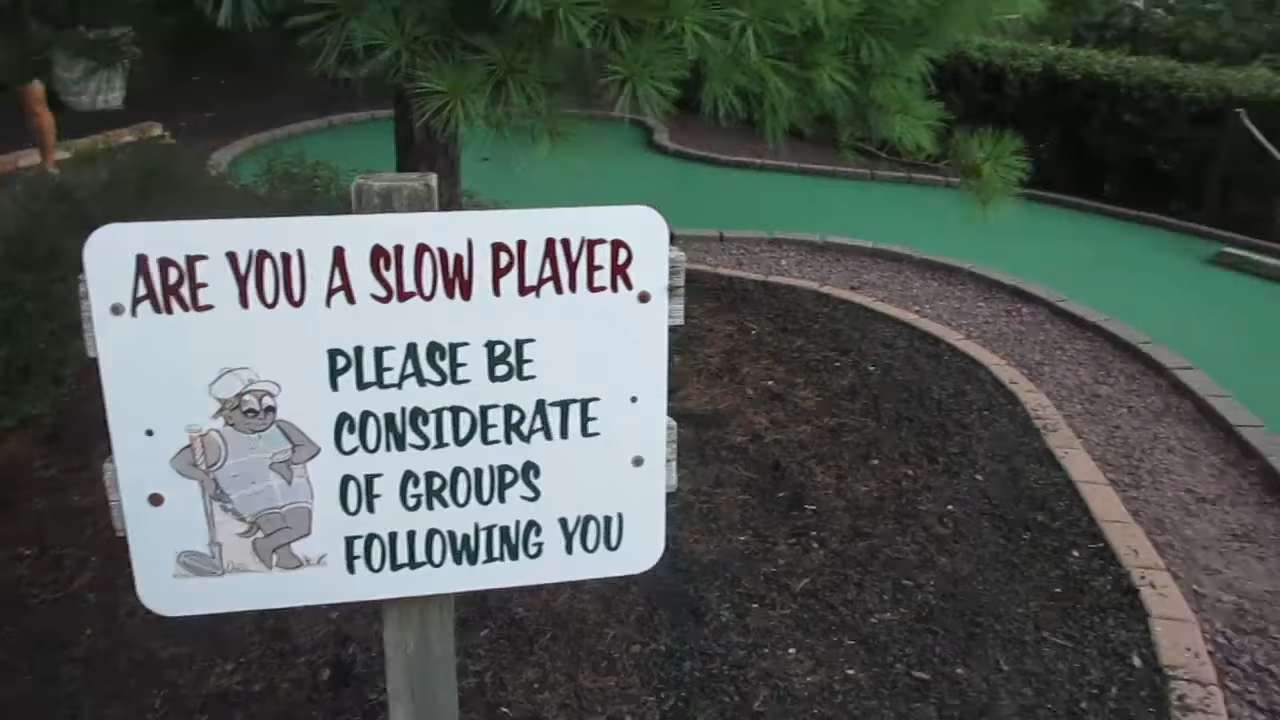 ARE YOU A SLOW PLAYER
PLEASE BE
CONSIDERATE
OF GROUPS
FOLLOWING YOU